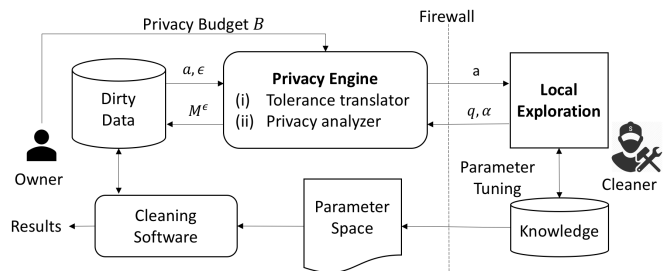 Privacy Budget B
Firewall
Dirty
Data
a, ϵ
M^ϵ
Privacy Engine
(i) Tolerance translator
(ii) Privacy analyzer
a
q, α
Local
Exploration
Owner
Parameter
Tuning
Cleaner
Results
Cleaning
Software
Parameter
Space
Knowledge